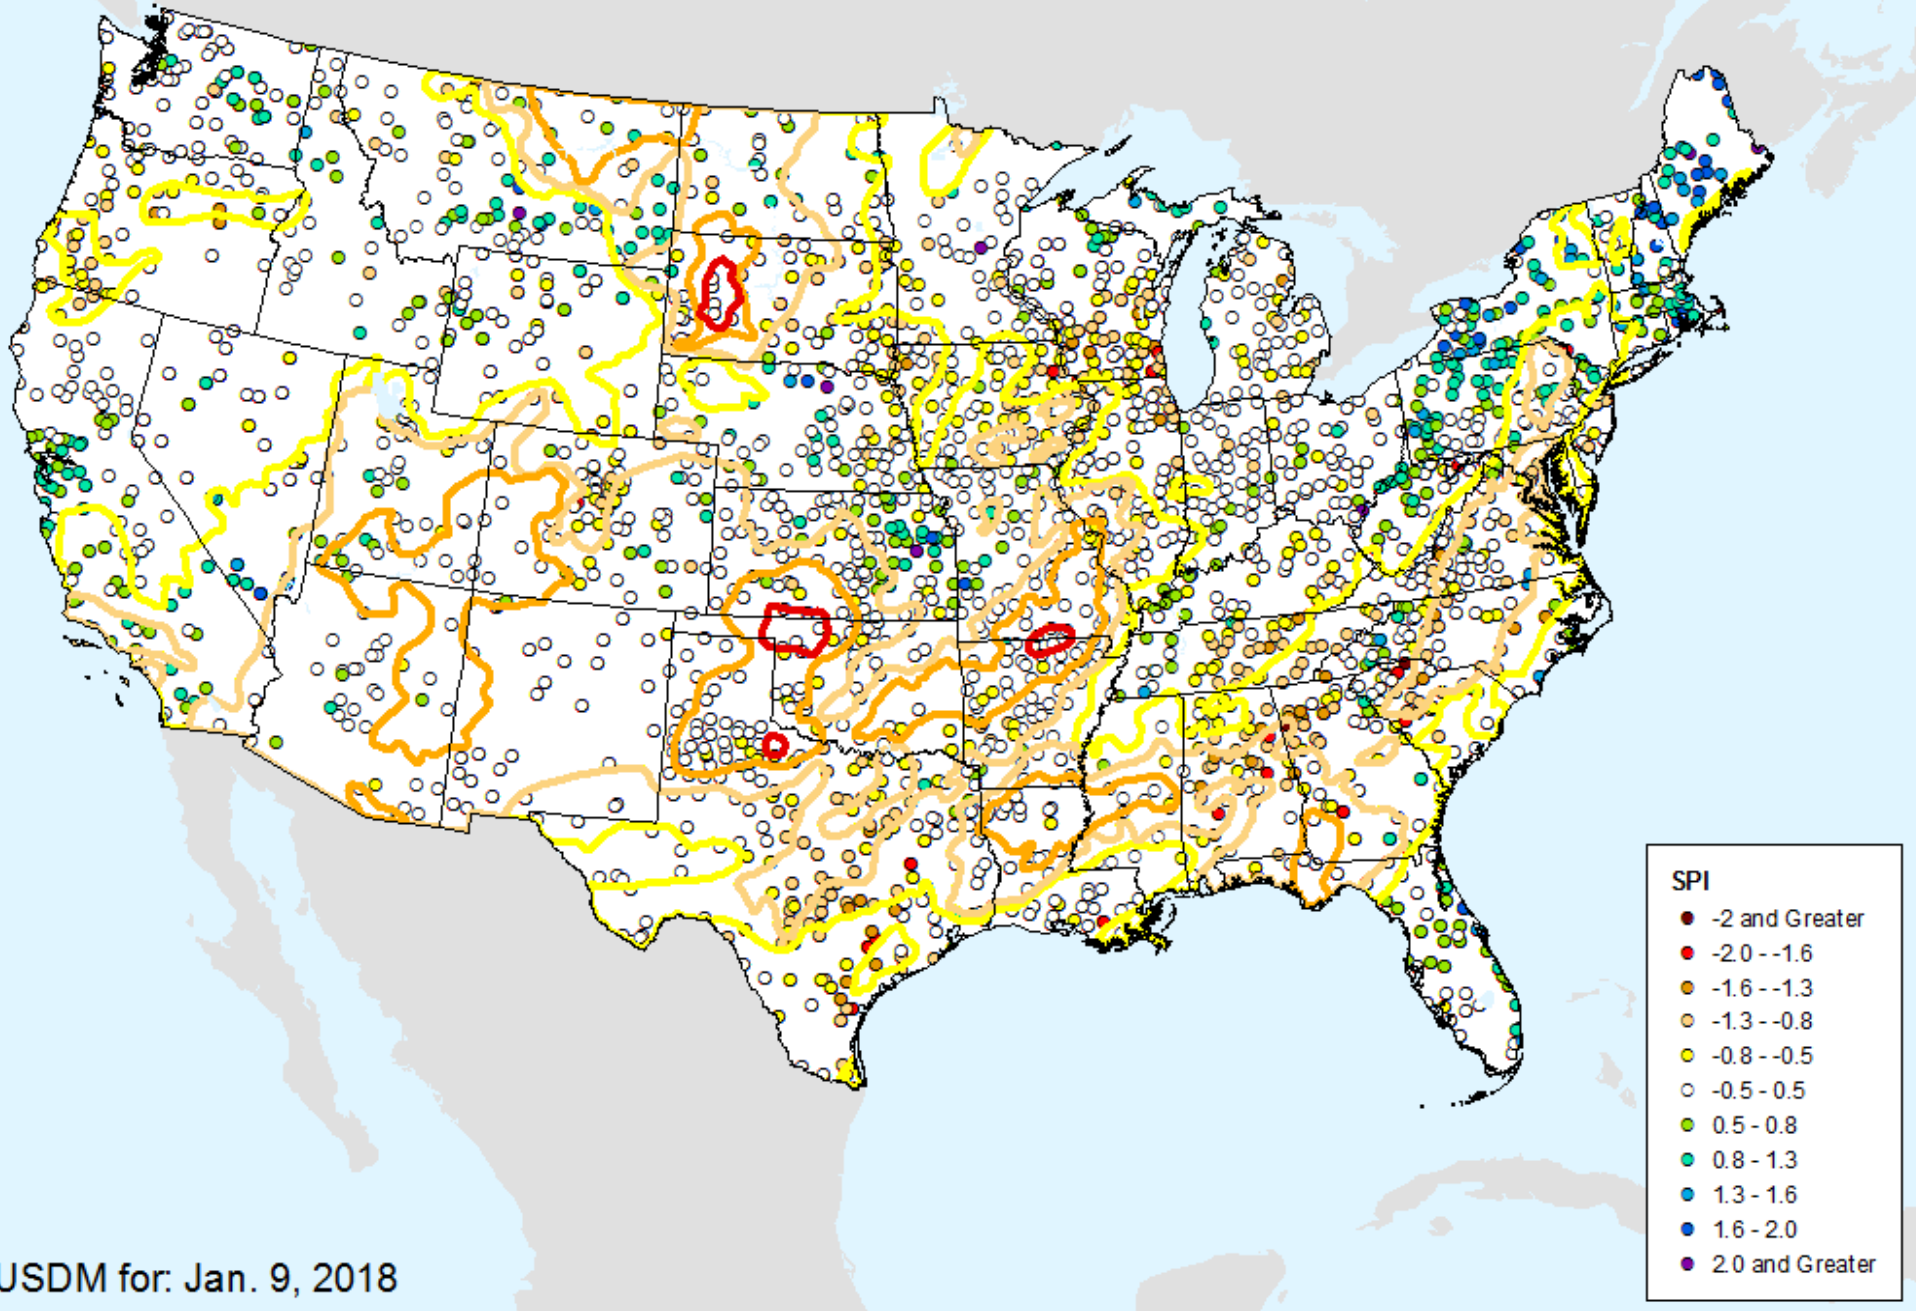 SPI
-2 and Greater
-2.0 - -1.6
-1.6 - -1.3
-1.3 - -0.8
-0.8 - -0.5
-0.5 - 0.5
0.5 - 0.8
0.8 - 1.3
1.3 - 1.6
1.6 - 2.0
2.0 and Greater
USDM for: Jan. 9, 2018